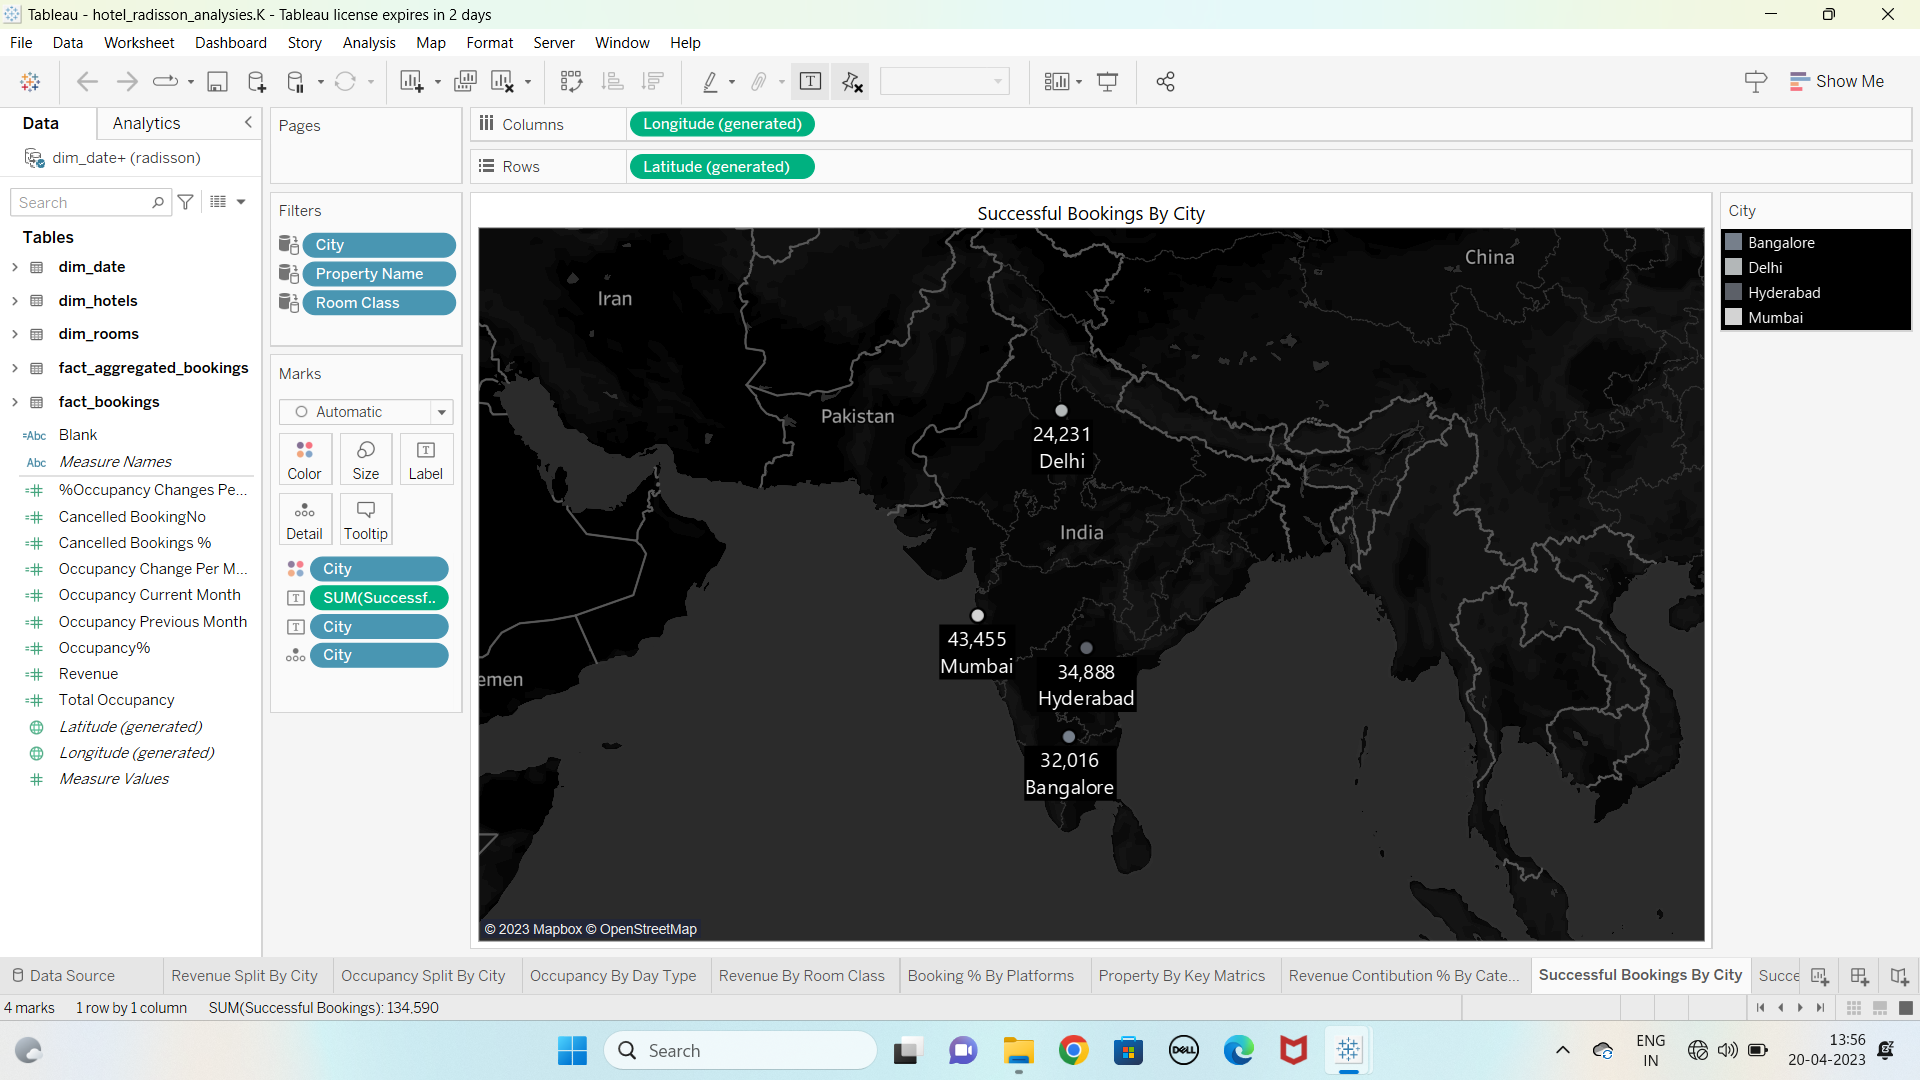 Tableau - hotel_radisson_analysies.K - Tableau license expires in 2 days
File Data Worksheet Dashboard Story Analysis Map Format Server Window Help
Show Me
Data Analytics
dim_date+ (radisson)
Search
Tables
dim_date
dim_hotels
dim_rooms
fact_aggregated_bookings
fact_bookings
=Abc Blank
Abc Measure Names
%Occupancy Changes Pe...
Cancelled BookingNo
Cancelled Bookings %
Occupancy Change Per M...
Occupancy Current Month
Occupancy Previous Month
Occupancy%
Revenue
Total Occupancy
Latitude (generated)
Longitude (generated)
Measure Values
Pages
Filters
City
Property Name
Room Class
Marks
Automatic
Color Size Label
Detail Tooltip
City
SUM(Successf..
City
City
Columns Longitude (generated)
Rows Latitude (generated)
Successful Bookings By City
China
Iran
Pakistan
24,231
Delhi
India
43,455
Mumbai
34,888
Hyderabad
emen
32,016
Bangalore
© 2023 Mapbox © OpenStreetMap
City
Bangalore
Delhi
Hyderabad
Mumbai
Data Source Revenue Split By City Occupancy Split By City Occupancy By Day Type Revenue By Room Class Booking % By Platforms Property By Key Matrics Revenue Contibution % By Cate... Successful Bookings By City Succe
4 marks 1 row by 1 column SUM(Successful Bookings): 134.590
Search
DELL
ENG
IN
13:56
20-04-2023